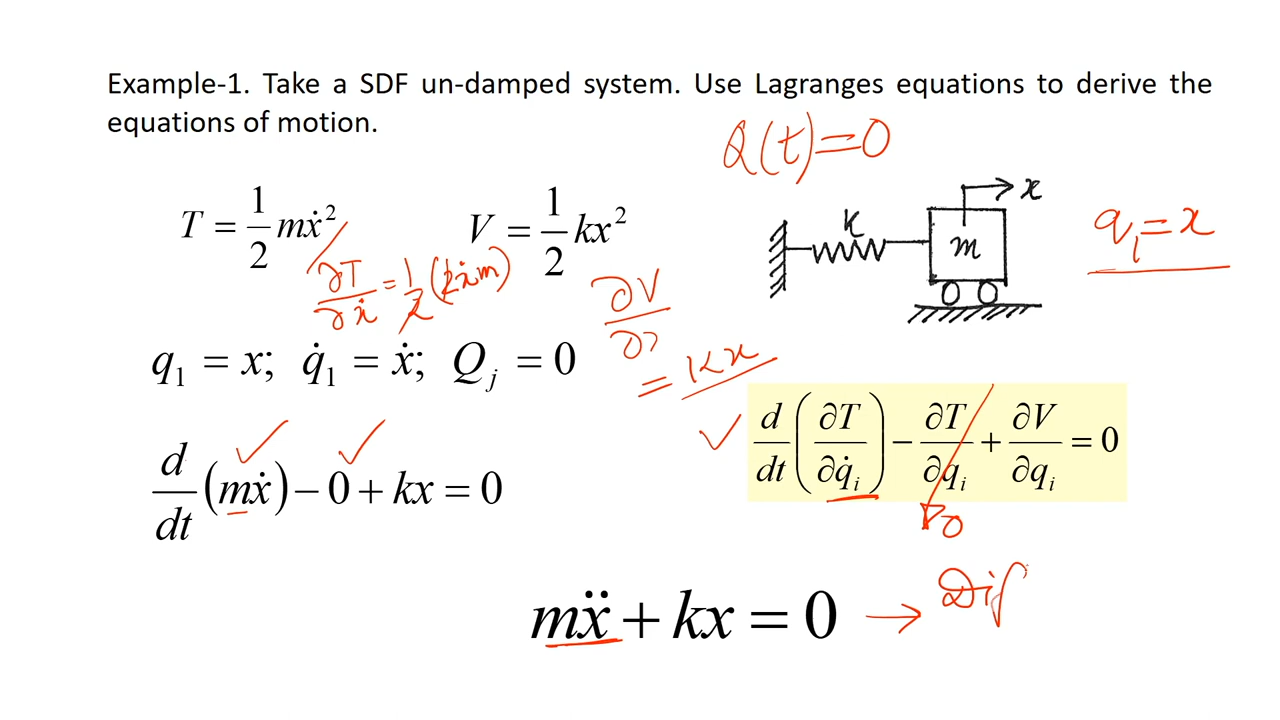 Example-1. Take a SDF un-damped system. Use Lagranges equations to derive the
equations of motion.
Q(t)=0
T = 1/2 mẋ²
V = 1/2 kx²
K
m
x
q₁=x
∂T/∂ẋ = 1/2 (2ẋm)
∂V/∂x
= Kx
q₁ = x; q̇₁ = ẋ; Qⱼ = 0
d/dt (∂T/∂q̇ᵢ) − ∂T/∂qᵢ + ∂V/∂qᵢ = 0
0
d/dt (mẋ) − 0 + kx = 0
mẍ + kx = 0 → Dif